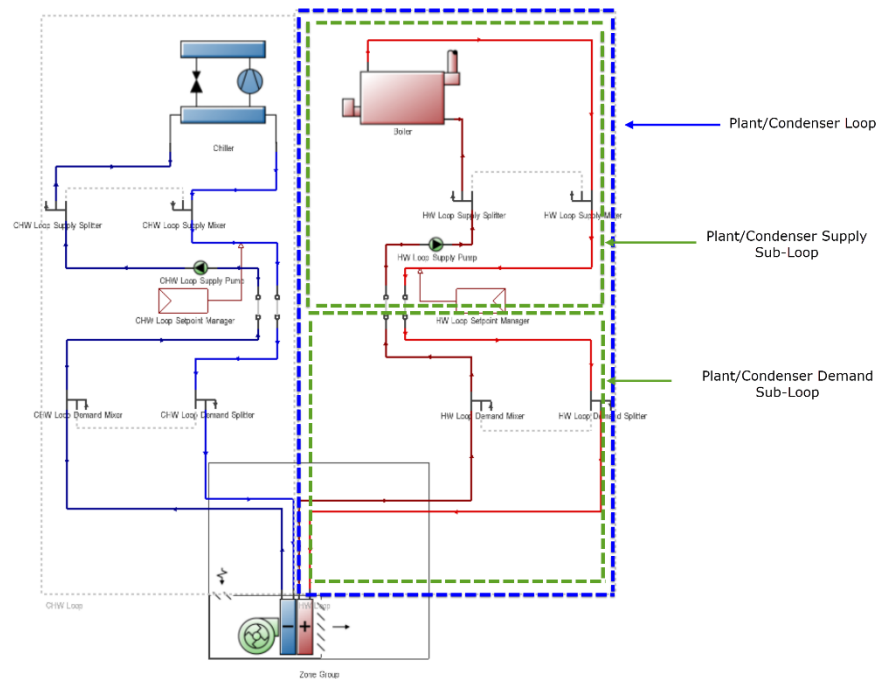 Chiller
Boiler
Plant/Condenser Loop
CHW Loop Supply Splitter
CHW Loop Supply Mixer
HW Loop Supply Splitter
HW Loop Supply Mixer
Plant/Condenser Supply
Sub-Loop
HW Loop Supply Pump
CHW Loop Supply Pump
CHW Loop Setpoint Manager
HW Loop Setpoint Manager
Plant/Condenser Demand
Sub-Loop
CHW Loop Demand Mixer
CHW Loop Demand Splitter
HW Loop Demand Mixer
HW Loop Demand Splitter
CHW Loop
HW Loop
Zone Group